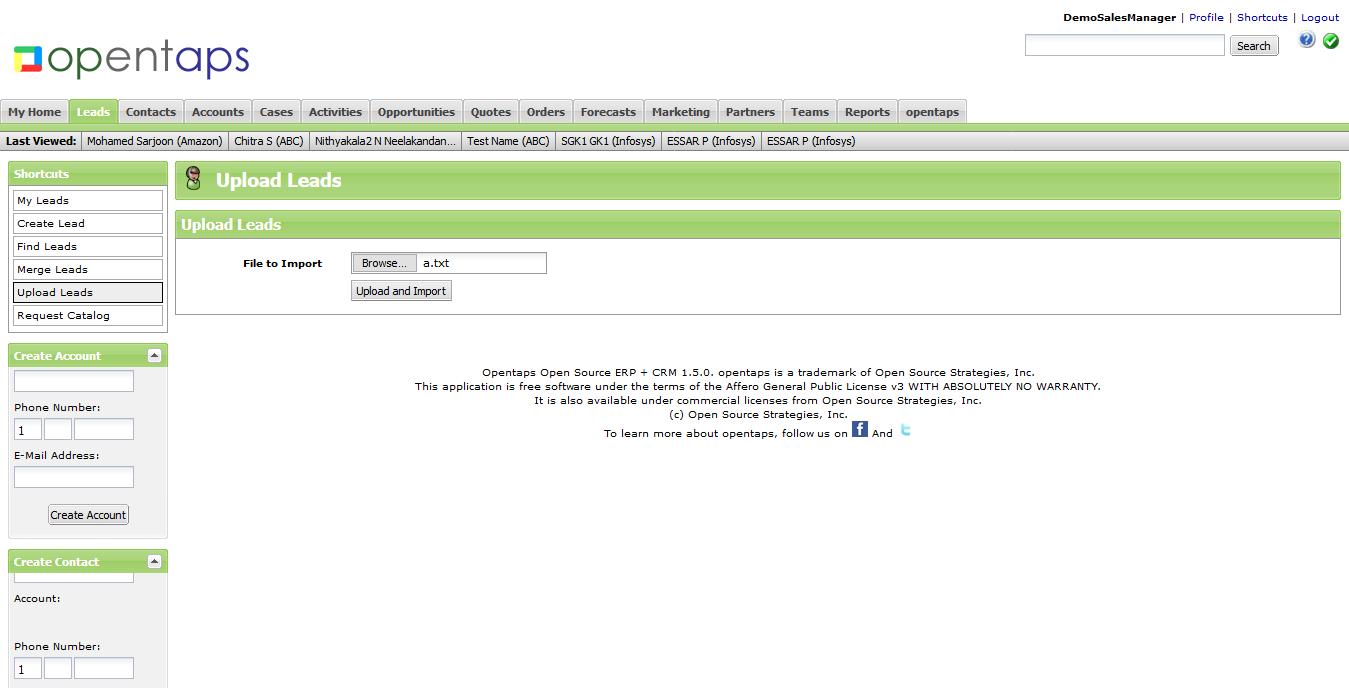 DemoSalesManager | Profile | Shortcuts | Logout
opentaps
Search
?
My Home Leads Contacts Accounts Cases Activities Opportunities Quotes Orders Forecasts Marketing Partners Teams Reports opentaps
Last Viewed: Mohamed Sarjoon (Amazon) Chitra S (ABC) Nithyakala2 N Neelakandan... Test Name (ABC) SGK1 GK1 (Infosys) ESSAR P (Infosys) ESSAR P (Infosys)
Shortcuts
My Leads
Create Lead
Find Leads
Merge Leads
Upload Leads
Request Catalog
Create Account
Phone Number:
1
E-Mail Address:
Create Account
Create Contact
Account:
Phone Number:
1
Upload Leads
Upload Leads
File to Import Browse... a.txt
Upload and Import
Opentaps Open Source ERP + CRM 1.5.0. opentaps is a trademark of Open Source Strategies, Inc.
This application is free software under the terms of the Affero General Public License v3 WITH ABSOLUTELY NO WARRANTY.
It is also available under commercial licenses from Open Source Strategies, Inc.
(c) Open Source Strategies, Inc.
To learn more about opentaps, follow us on f And t